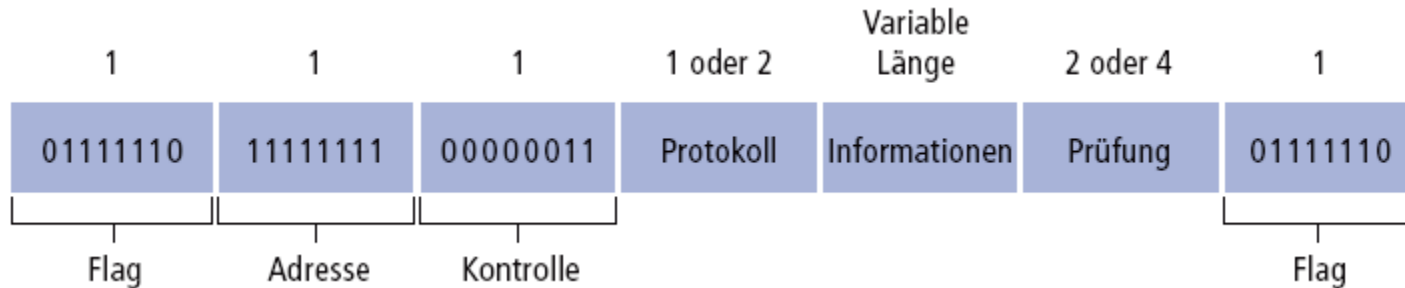 1 1 1 1 oder 2 Variable Länge 2 oder 4 1
01111110 11111111 00000011 Protokoll Informationen Prüfung 01111110
Flag Adresse Kontrolle Flag